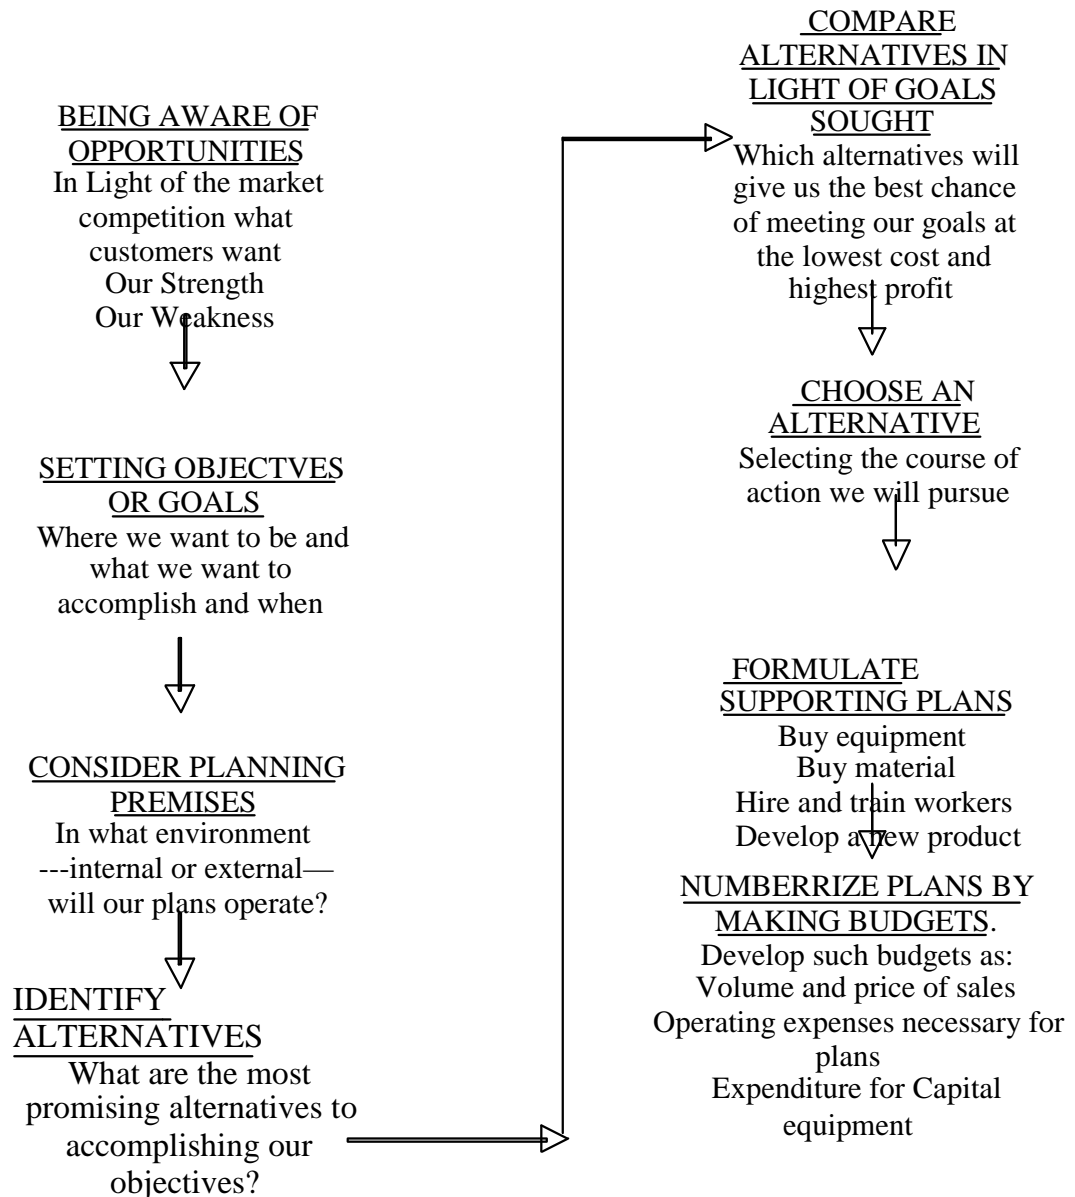 BEING AWARE OF
OPPORTUNITIES
In Light of the market
competition what
customers want
Our Strength
Our Weakness
SETTING OBJECTVES
OR GOALS
Where we want to be and
what we want to
accomplish and when
CONSIDER PLANNING
PREMISES
In what environment
---internal or external—
will our plans operate?
IDENTIFY
ALTERNATIVES
What are the most
promising alternatives to
accomplishing our
objectives?
COMPARE
ALTERNATIVES IN
LIGHT OF GOALS
SOUGHT
Which alternatives will
give us the best chance
of meeting our goals at
the lowest cost and
highest profit
CHOOSE AN
ALTERNATIVE
Selecting the course of
action we will pursue
FORMULATE
SUPPORTING PLANS
Buy equipment
Buy material
Hire and train workers
Develop a new product
NUMBERRIZE PLANS BY
MAKING BUDGETS.
Develop such budgets as:
Volume and price of sales
Operating expenses necessary for
plans
Expenditure for Capital
equipment